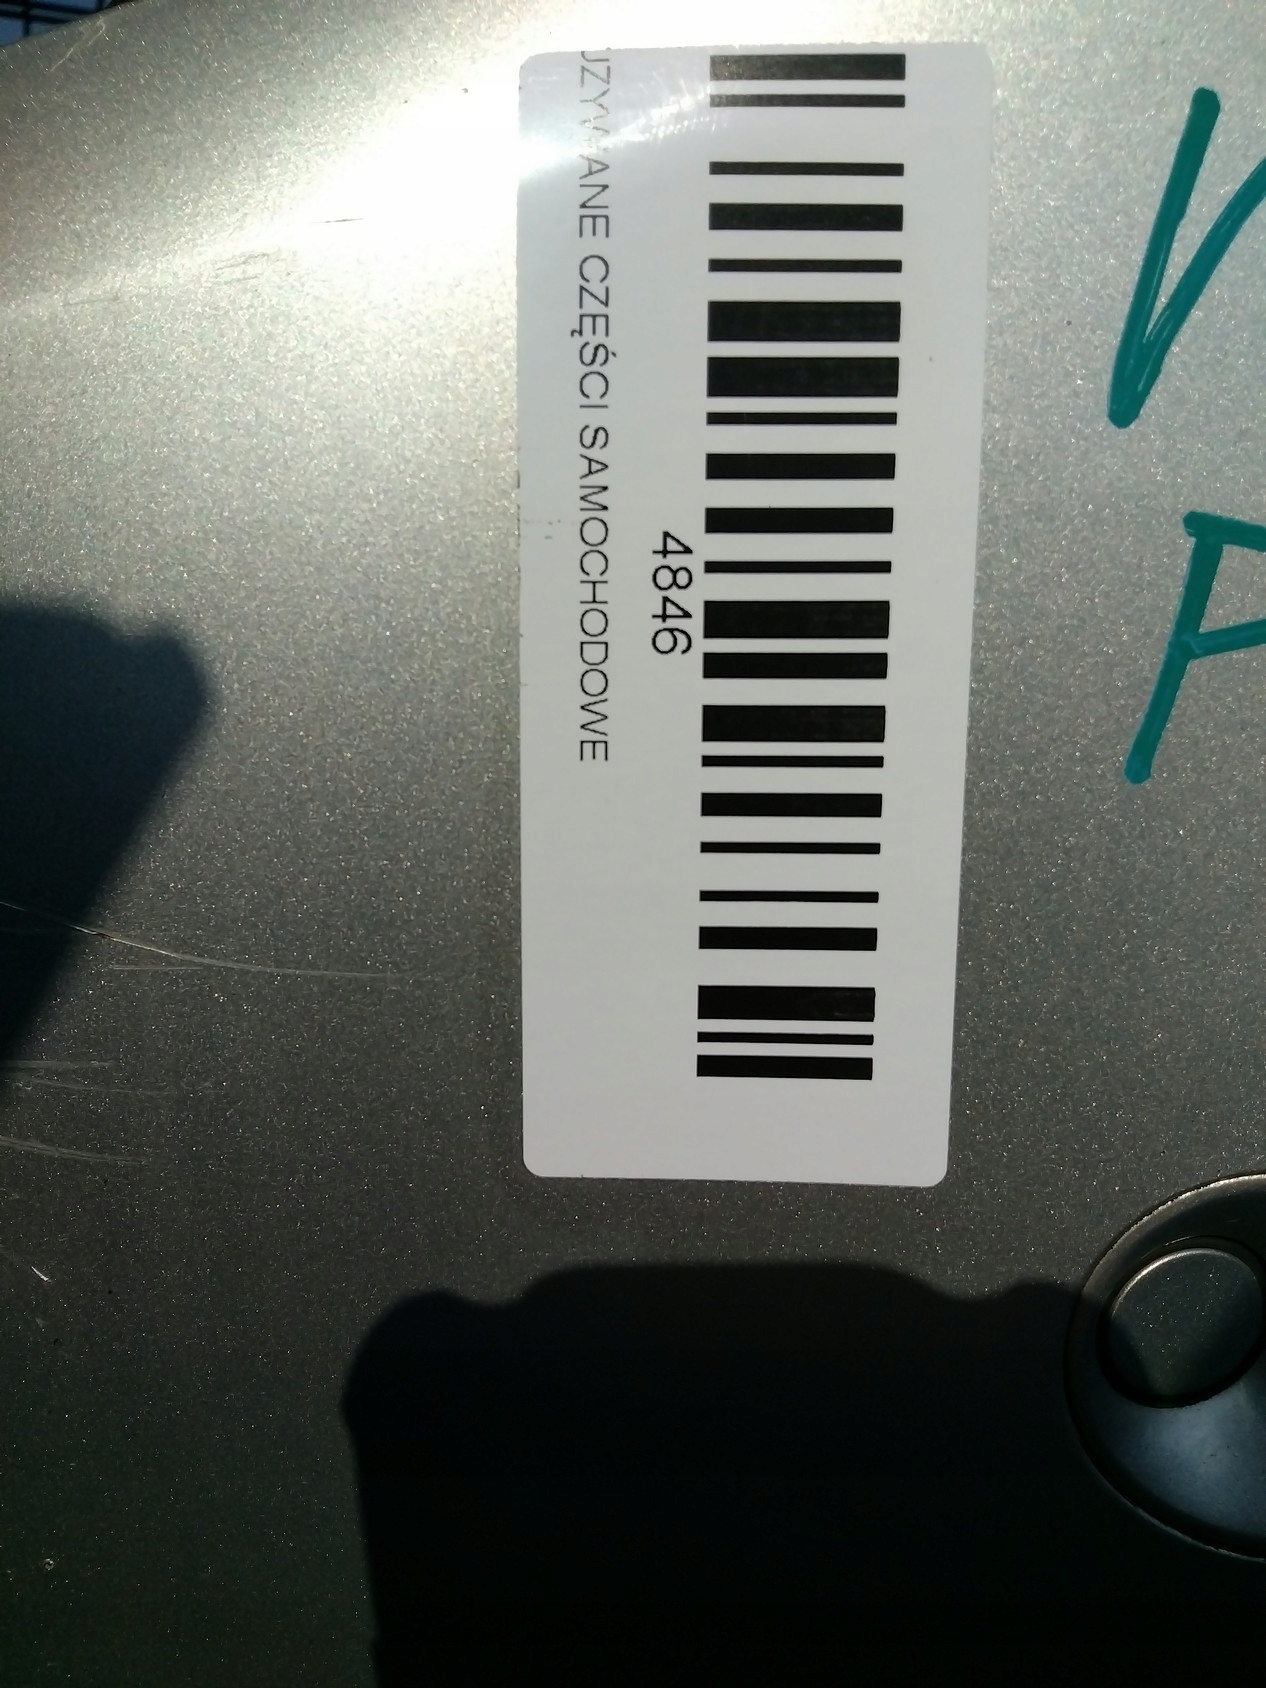 4846
UŻYWANE CZĘŚCI SAMOCHODOWE
V
P